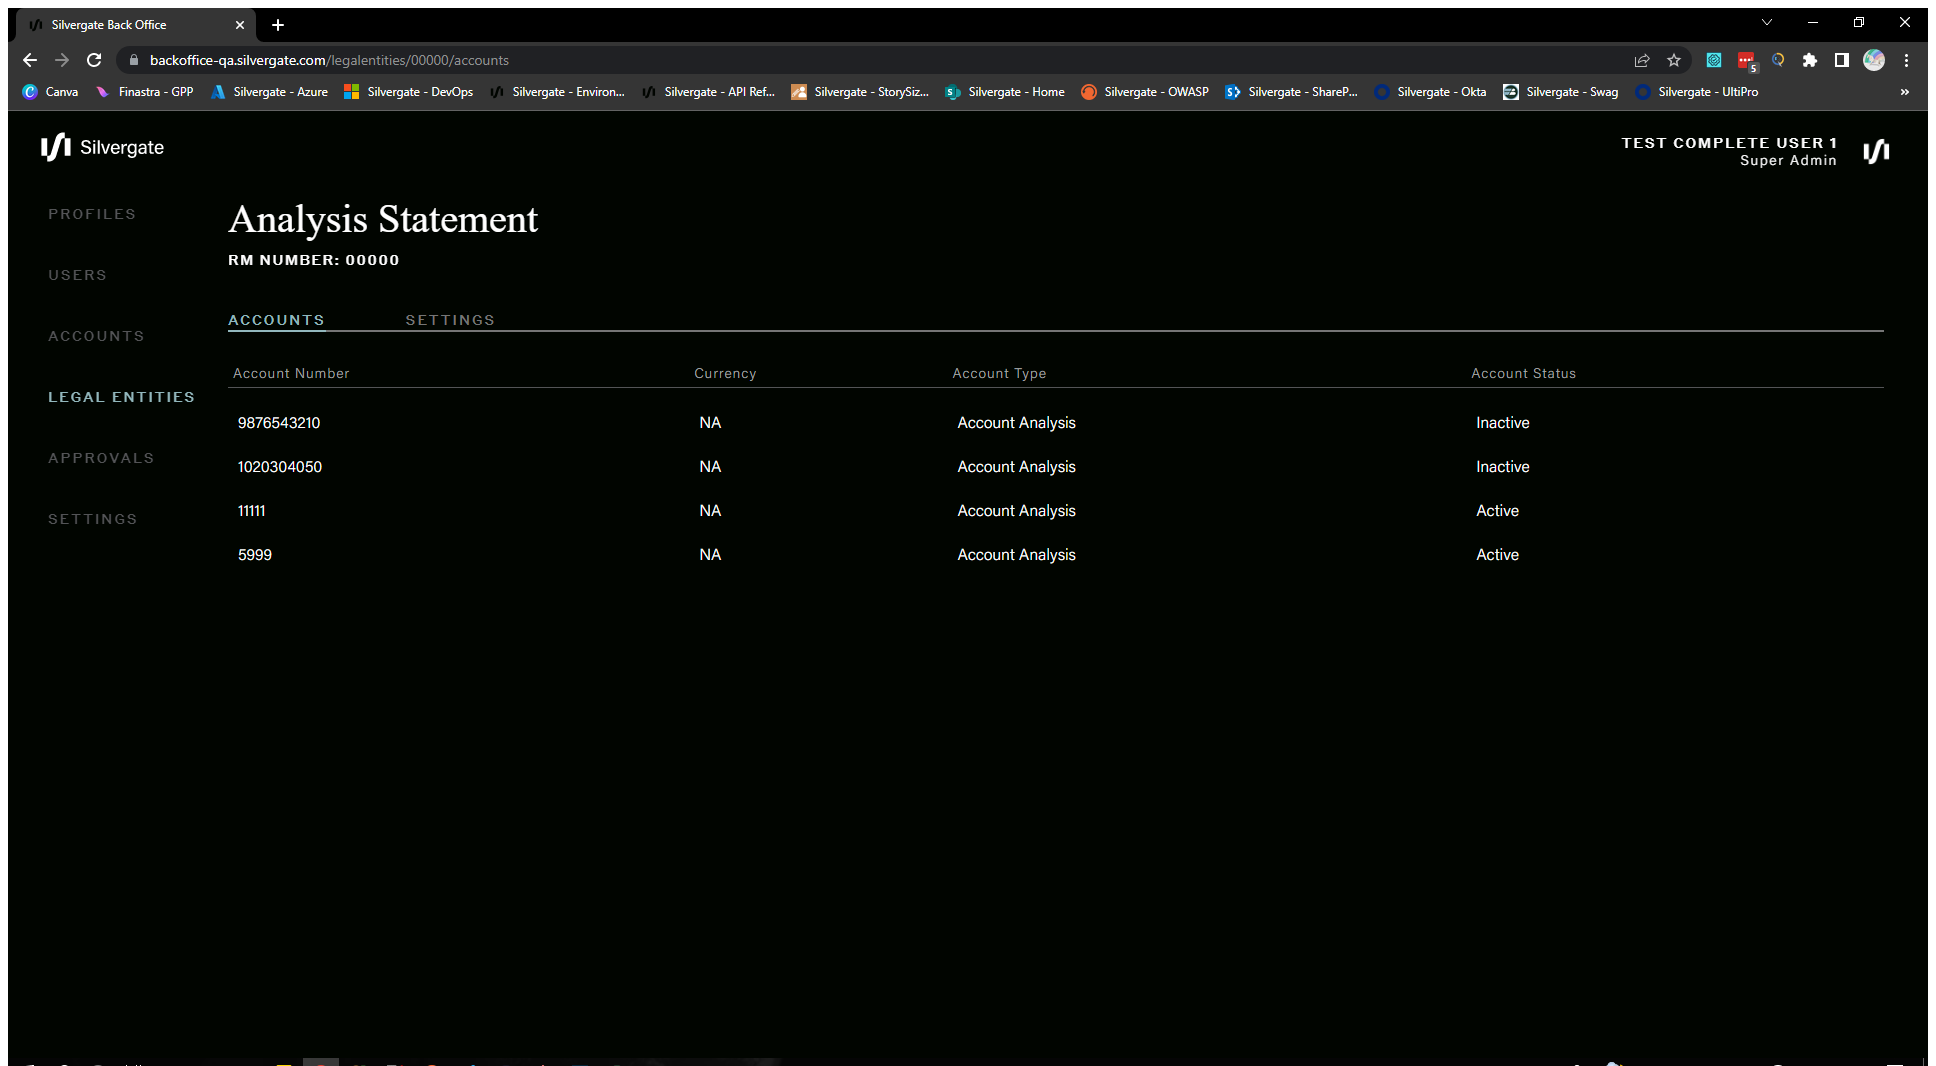 Silvergate Back Office
backoffice-qa.silvergate.com/legalentities/00000/accounts
5
Canva Finastra - GPP Silvergate - Azure Silvergate - DevOps Silvergate - Environ... Silvergate - API Ref... Silvergate - StorySiz... Silvergate - Home Silvergate - OWASP Silvergate - ShareP... Silvergate - Okta Silvergate - Swag Silvergate - UltiPro »
Silvergate
TEST COMPLETE USER 1
Super Admin
PROFILES
USERS
ACCOUNTS
LEGAL ENTITIES
APPROVALS
SETTINGS
Analysis Statement
RM NUMBER: 00000
ACCOUNTS SETTINGS
Account Number Currency Account Type Account Status
9876543210 NA Account Analysis Inactive
1020304050 NA Account Analysis Inactive
11111 NA Account Analysis Active
5999 NA Account Analysis Active